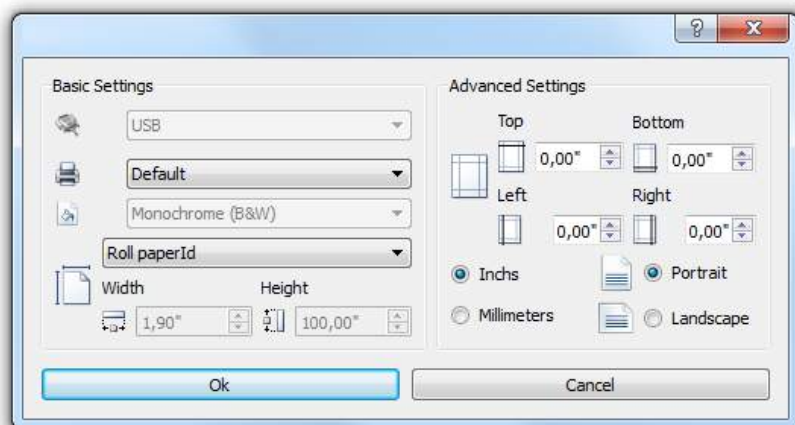 Basic Settings
USB
Default
Monochrome (B&W)
Roll paperId
Width Height
1,90" 100,00"
Advanced Settings
Top Bottom
0,00" 0,00"
Left Right
0,00" 0,00"
Inchs Portrait
Millimeters Landscape
Ok Cancel